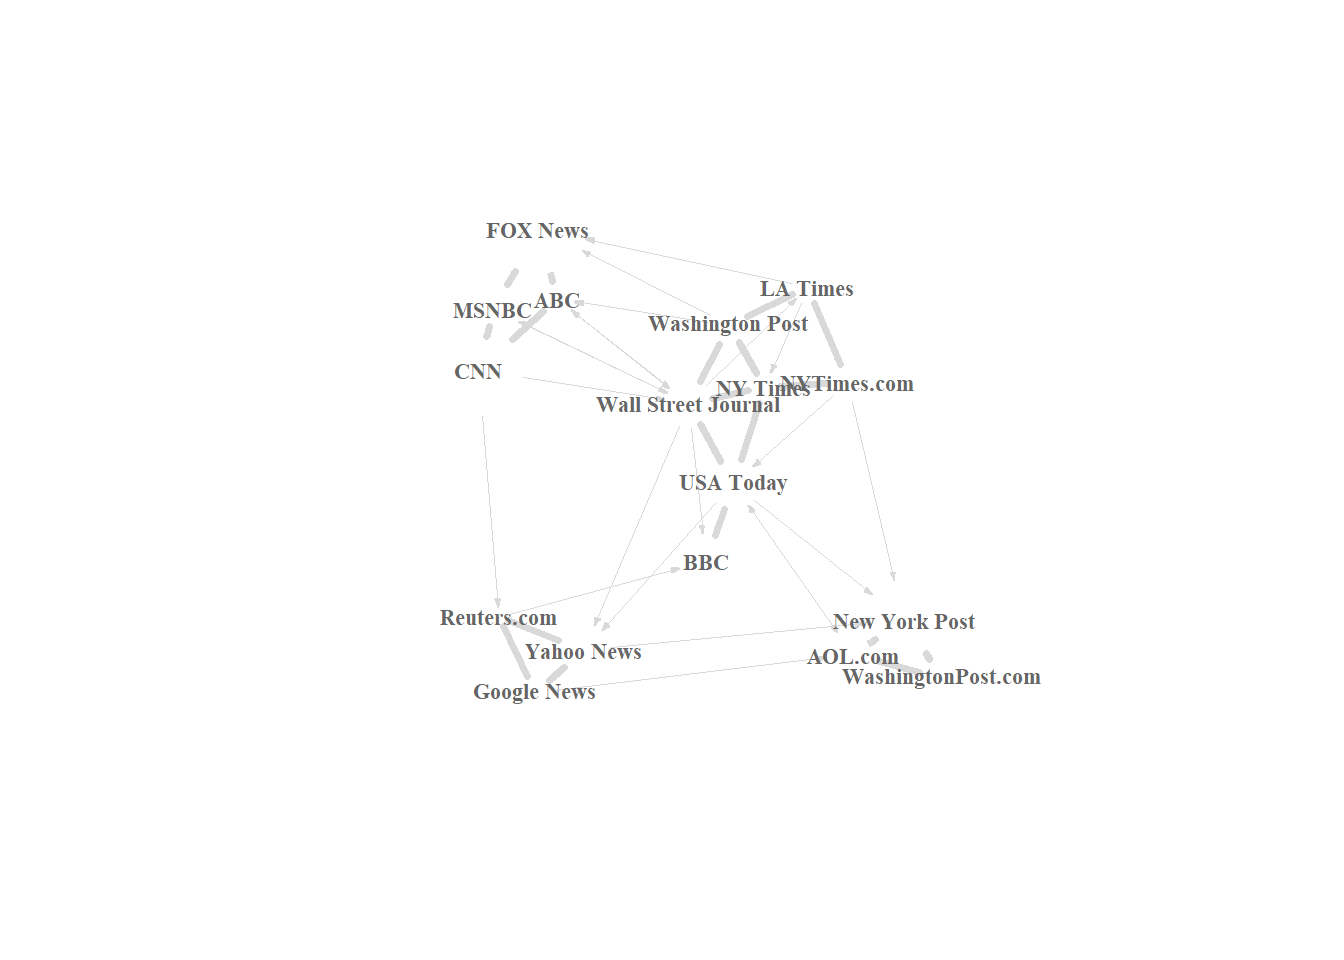 FOX News
LA Times
ABC
MSNBC
Washington Post
CNN
NYTimes.com
NY Times
Wall Street Journal
USA Today
BBC
Reuters.com
New York Post
Yahoo News
AOL.com
WashingtonPost.com
Google News